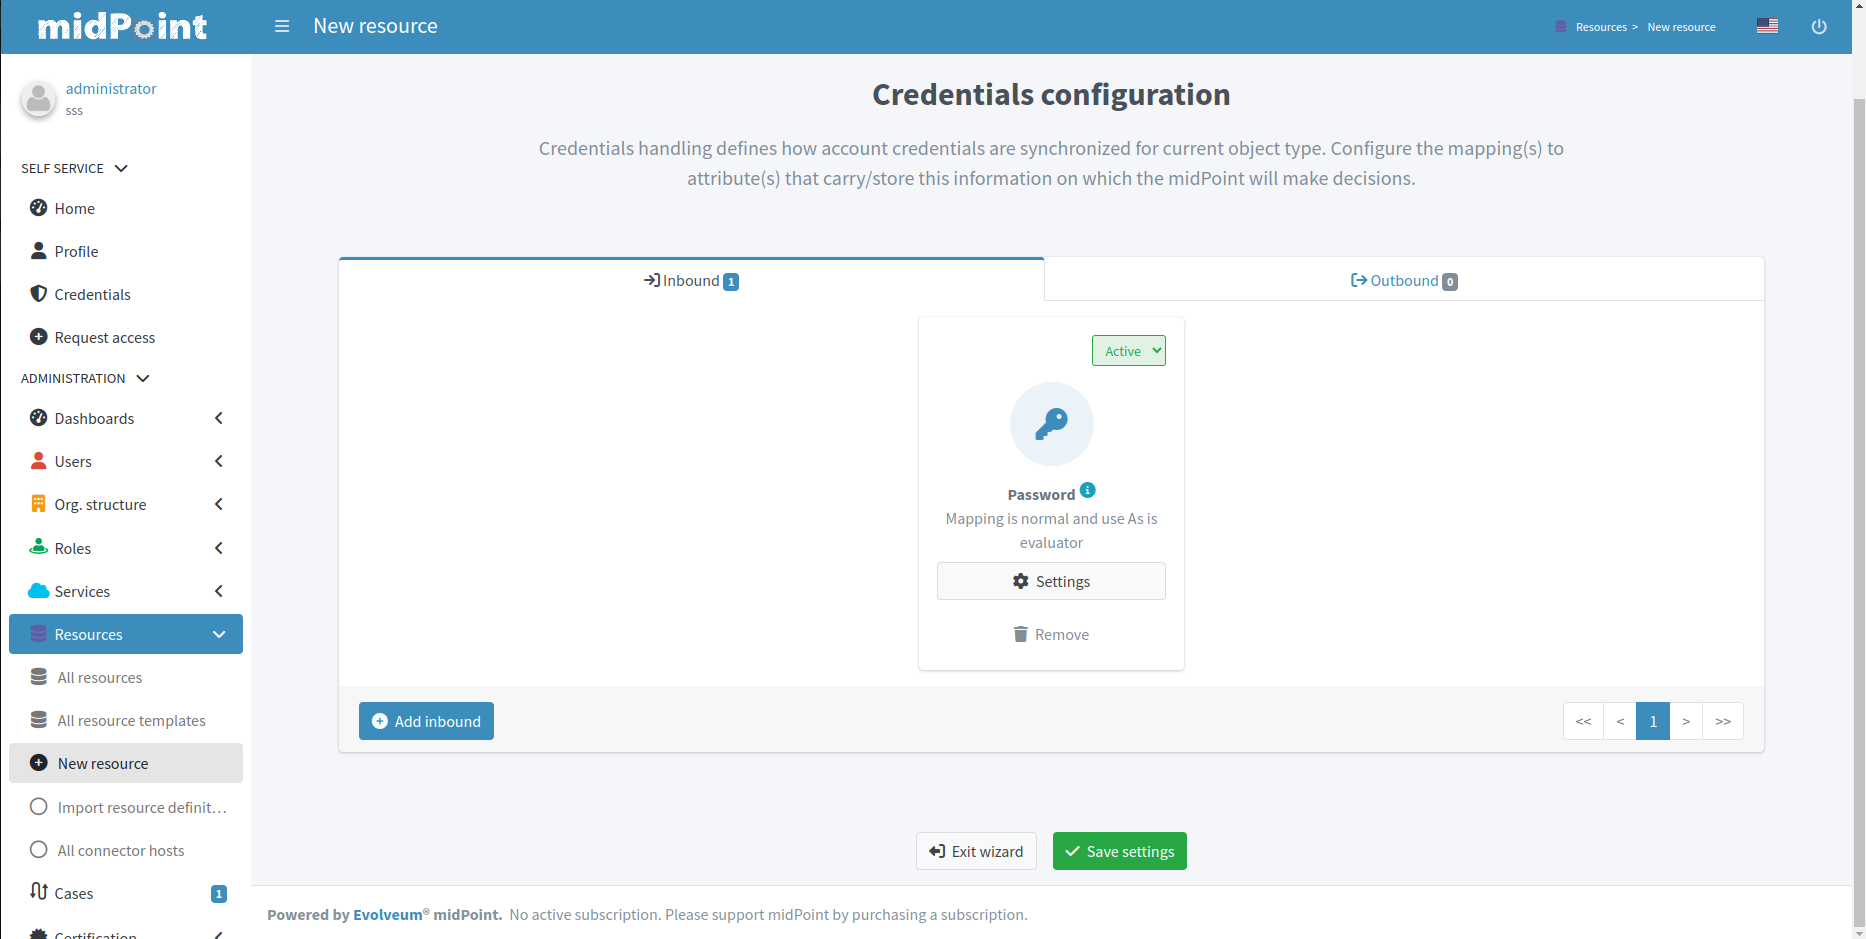 midPoint
New resource
Resources > New resource
administrator
sss
SELF SERVICE
Home
Profile
Credentials
Request access
ADMINISTRATION
Dashboards
Users
Org. structure
Roles
Services
Resources
All resources
All resource templates
New resource
Import resource definit...
All connector hosts
Cases 1
Certification
Credentials configuration
Credentials handling defines how account credentials are synchronized for current object type. Configure the mapping(s) to
attribute(s) that carry/store this information on which the midPoint will make decisions.
Inbound 1
Outbound 0
Active
Password
Mapping is normal and use As is
evaluator
Settings
Remove
Add inbound
<< < 1 > >>
Exit wizard
Save settings
Powered by Evolveum® midPoint. No active subscription. Please support midPoint by purchasing a subscription.